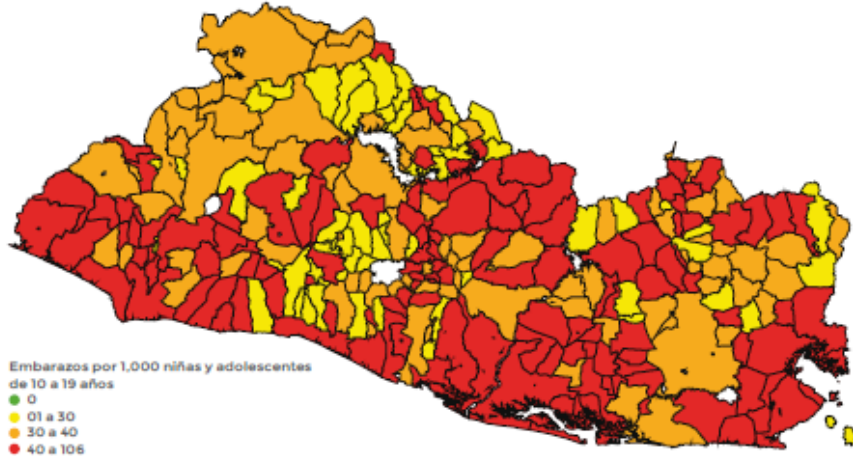 Embarazos por 1,000 niñas y adolescentes
de 10 a 19 años
0
01 a 30
30 a 40
40 a 106